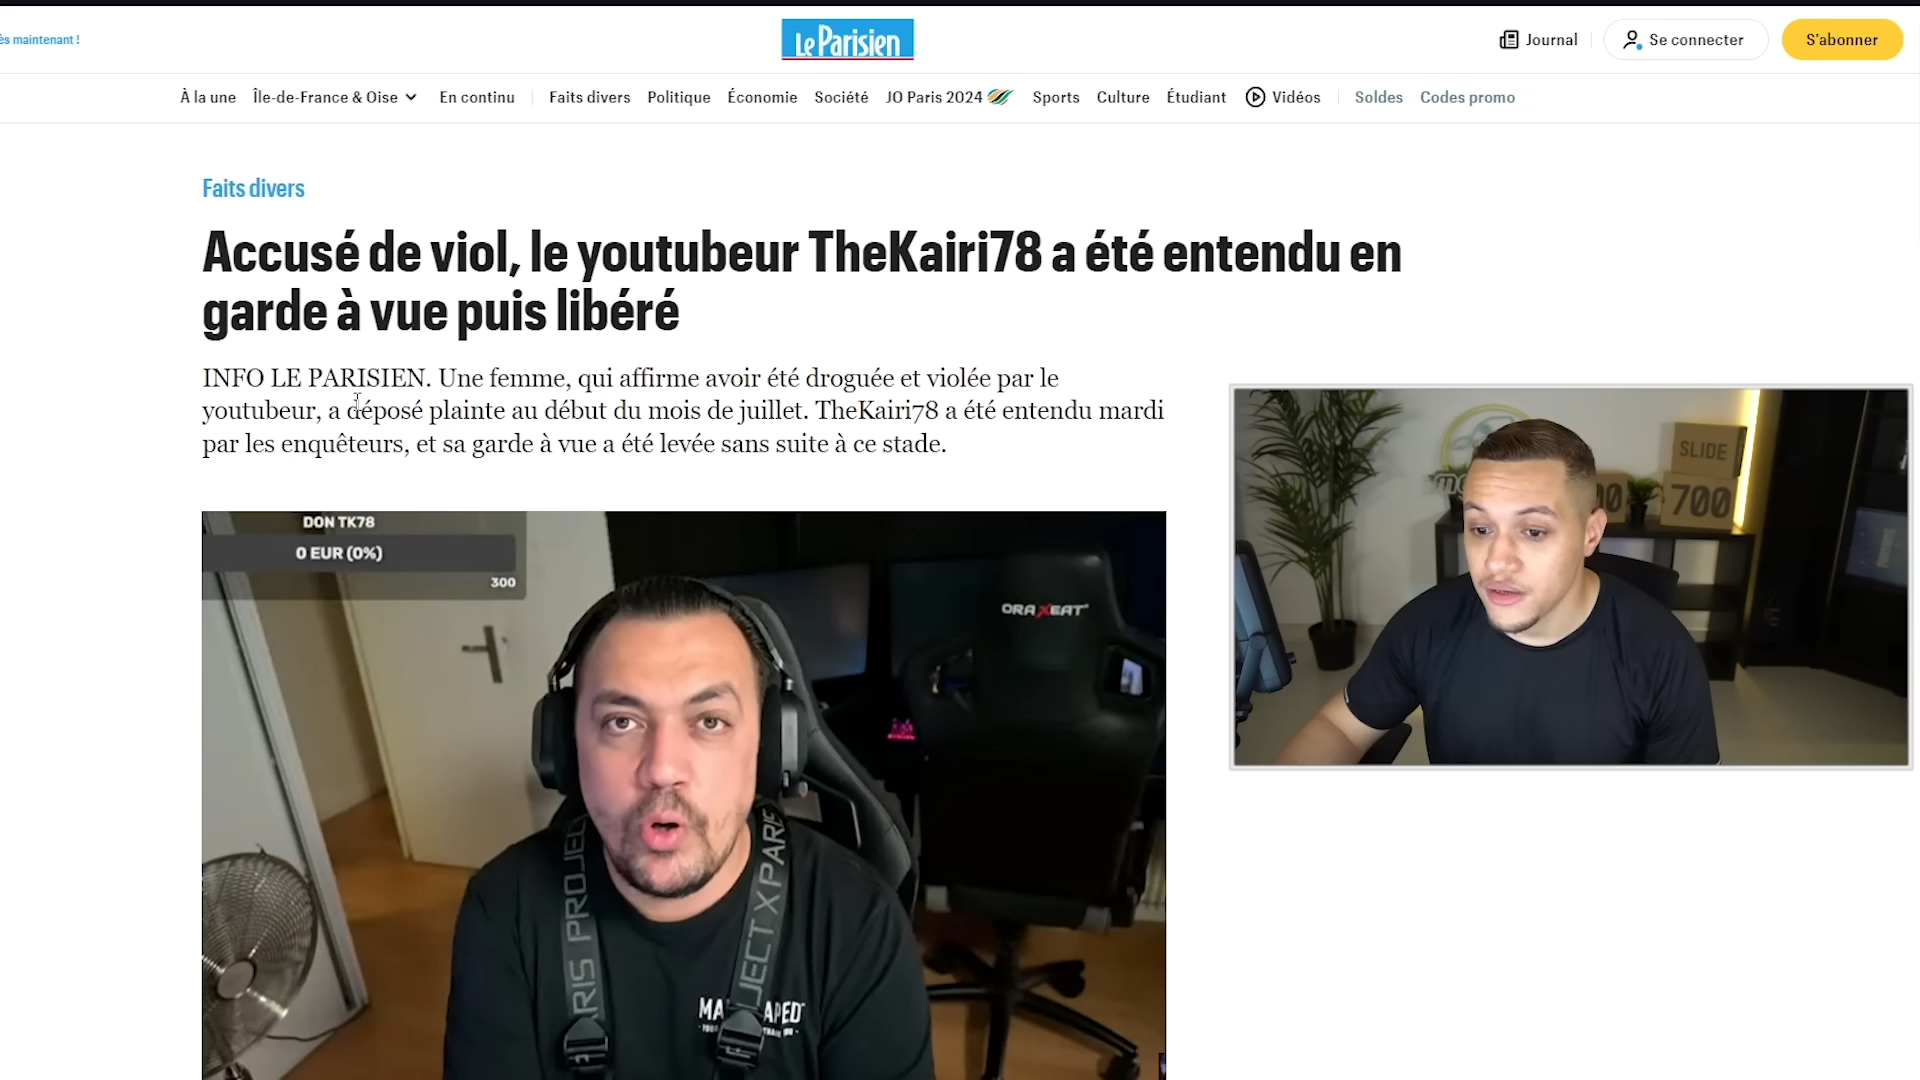 ès maintenant !
Le Parisien
Journal
Se connecter
S'abonner
À la une
Île-de-France & Oise
En continu
Faits divers
Politique
Économie
Société
JO Paris 2024
Sports
Culture
Étudiant
Vidéos
Soldes
Codes promo
Faits divers
Accusé de viol, le youtubeur TheKairi78 a été entendu en
garde à vue puis libéré
INFO LE PARISIEN. Une femme, qui affirme avoir été droguée et violée par le
youtubeur, a déposé plainte au début du mois de juillet. TheKairi78 a été entendu mardi
par les enquêteurs, et sa garde à vue a été levée sans suite à ce stade.
DON TK78
0 EUR (0%)
300
ORAXEAT
SLIDE
700
PARIS PROJEC
JECT X PARIS